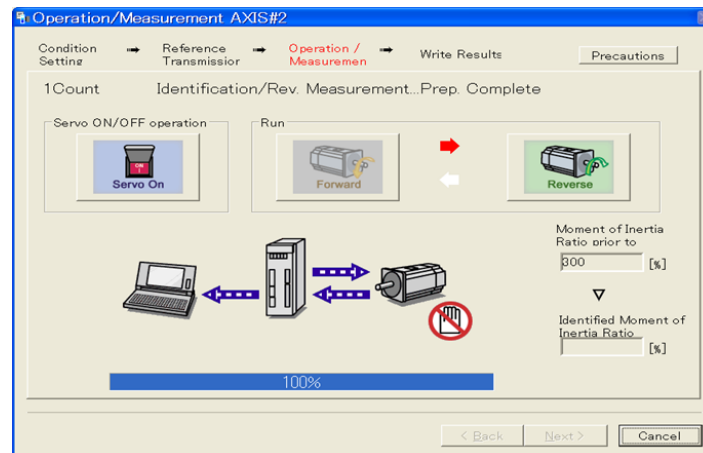 Operation/Measurement AXIS#2
Condition Setting
Reference Transmissior
Operation / Measuremen
Write Results
Precautions
1Count Identification/Rev. Measurement...Prep. Complete
Servo ON/OFF operation
Run
ON
Servo On
Forward
Reverse
Moment of Inertia
Ratio prior to
300 [%]
Identified Moment of
Inertia Ratio
[%]
100%
< Back
Next >
Cancel